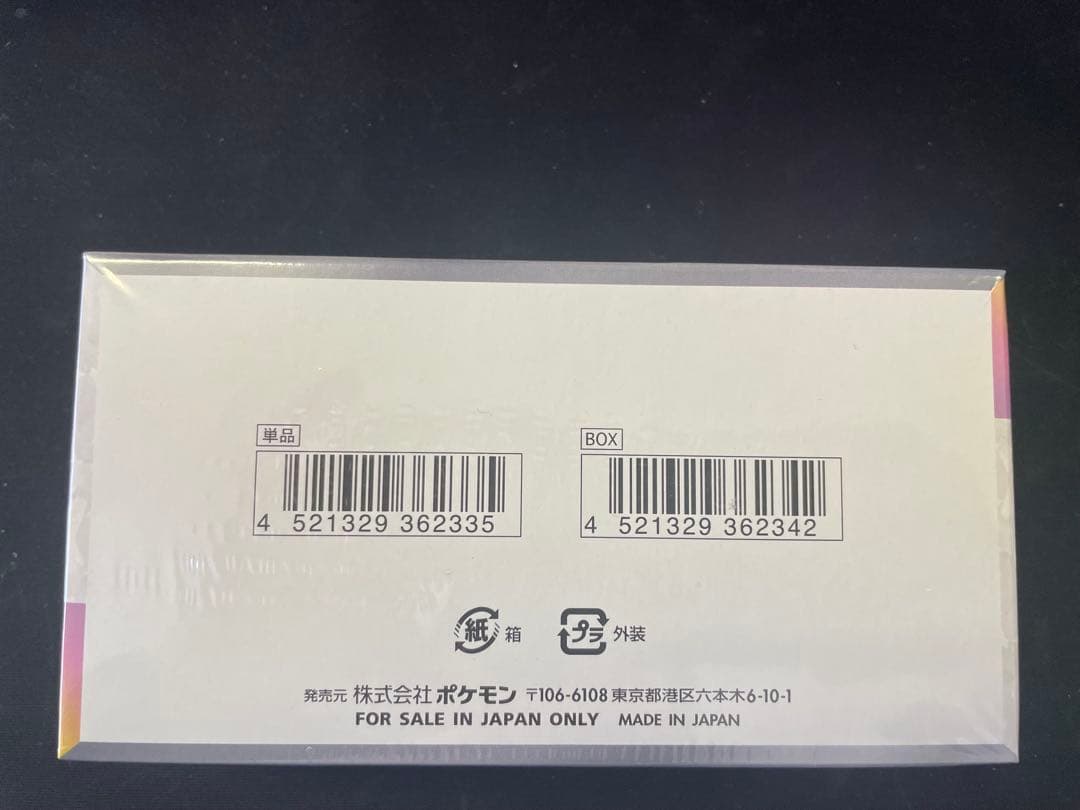 単品
BOX
4 521329 362335
4 521329 362342
紙 箱 プラ 外装
発売元 株式会社 ポケモン 〒106-6108 東京都港区六本木6-10-1
FOR SALE IN JAPAN ONLY MADE IN JAPAN